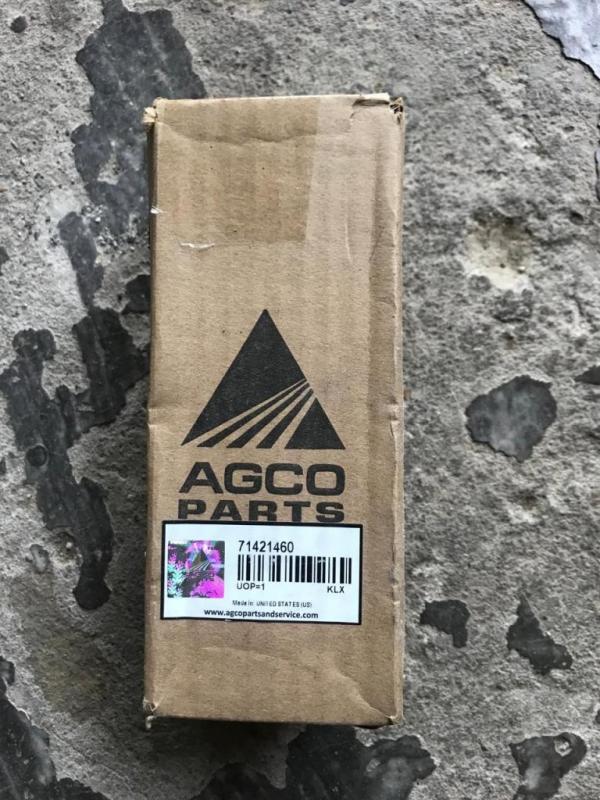 AGCO
PARTS
71421460
UOP=1 KLX
Made in: UNITED STATES (US)
www.agcopartsandservice.com